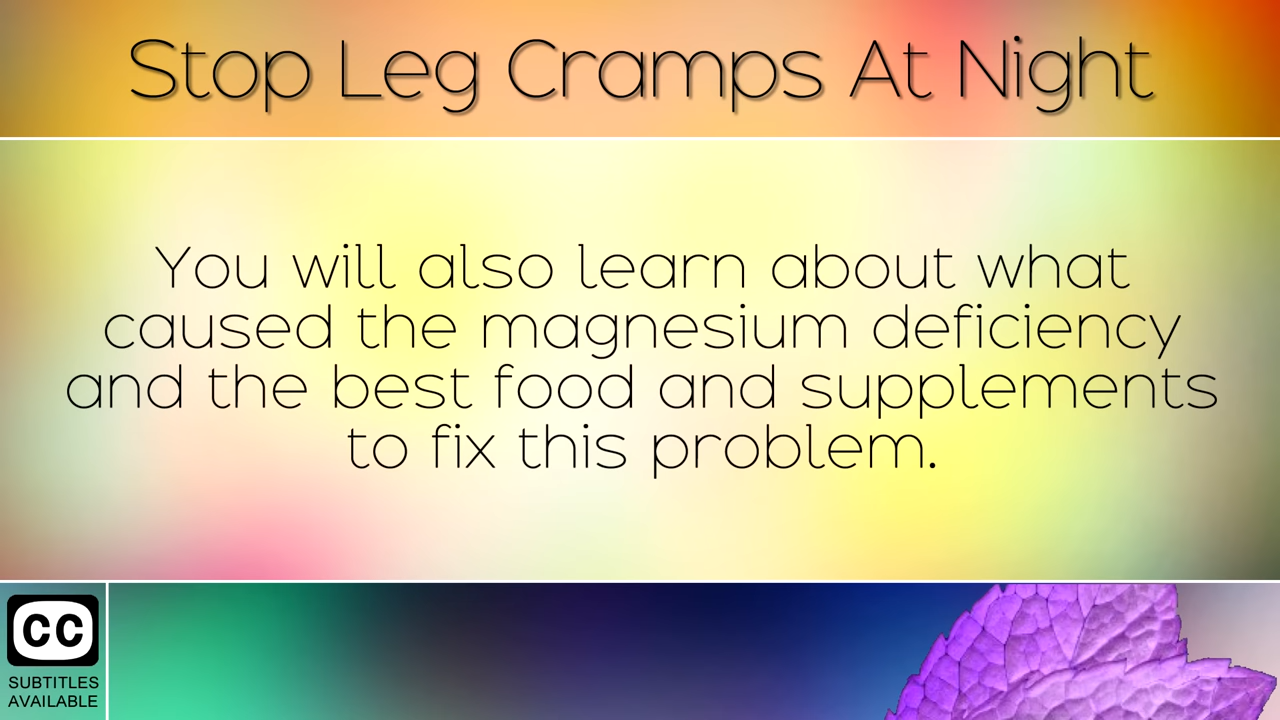 Stop Leg Cramps At Night
You will also learn about what
caused the magnesium deficiency
and the best food and supplements
to fix this problem.
CC
SUBTITLES
AVAILABLE